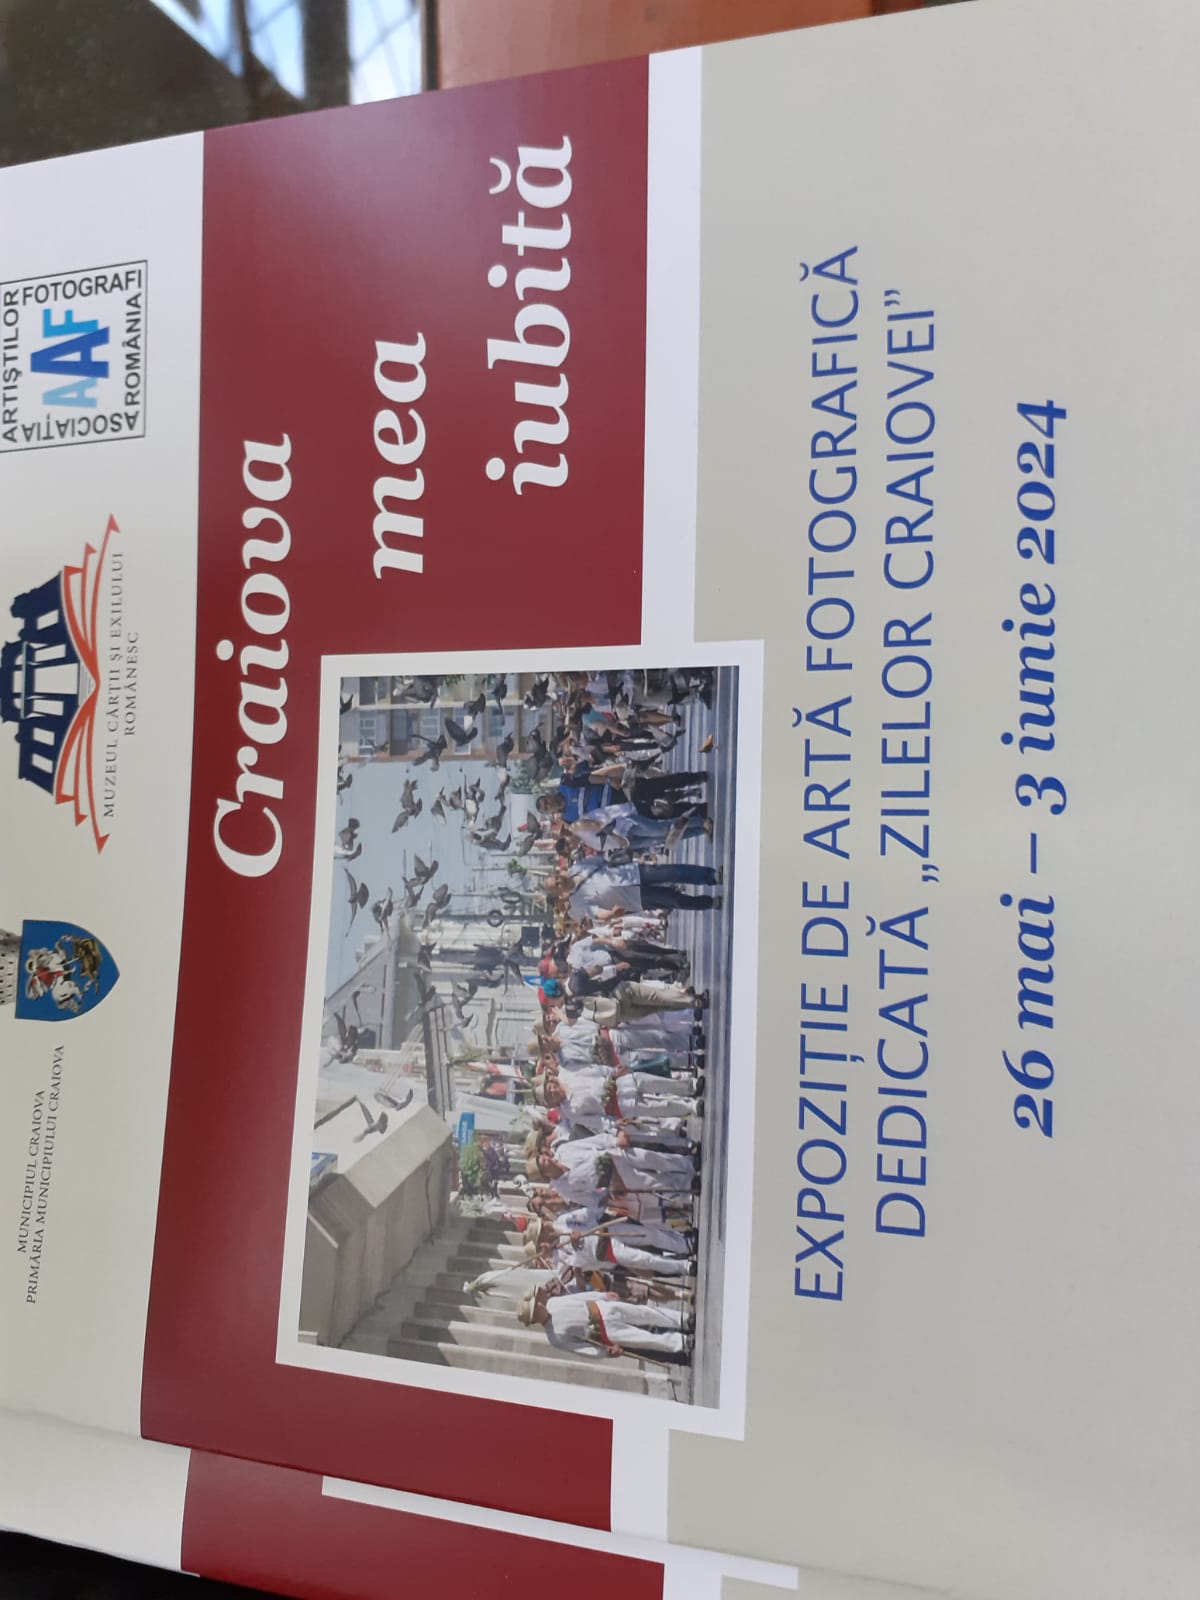 MUNICIPIUL CRAIOVA
PRIMĂRIA MUNICIPIULUI CRAIOVA
MUZEUL CĂRȚII ȘI EXILULUI
ROMÂNESC
ASOCIAȚIA
ARTIȘTILOR
FOTOGRAFI
ROMÂNIA
AAF
Craiova
mea
iubită
EXPOZIȚIE DE ARTĂ FOTOGRAFICĂ
DEDICATĂ „ZILELOR CRAIOVEI”
26 mai – 3 iunie 2024